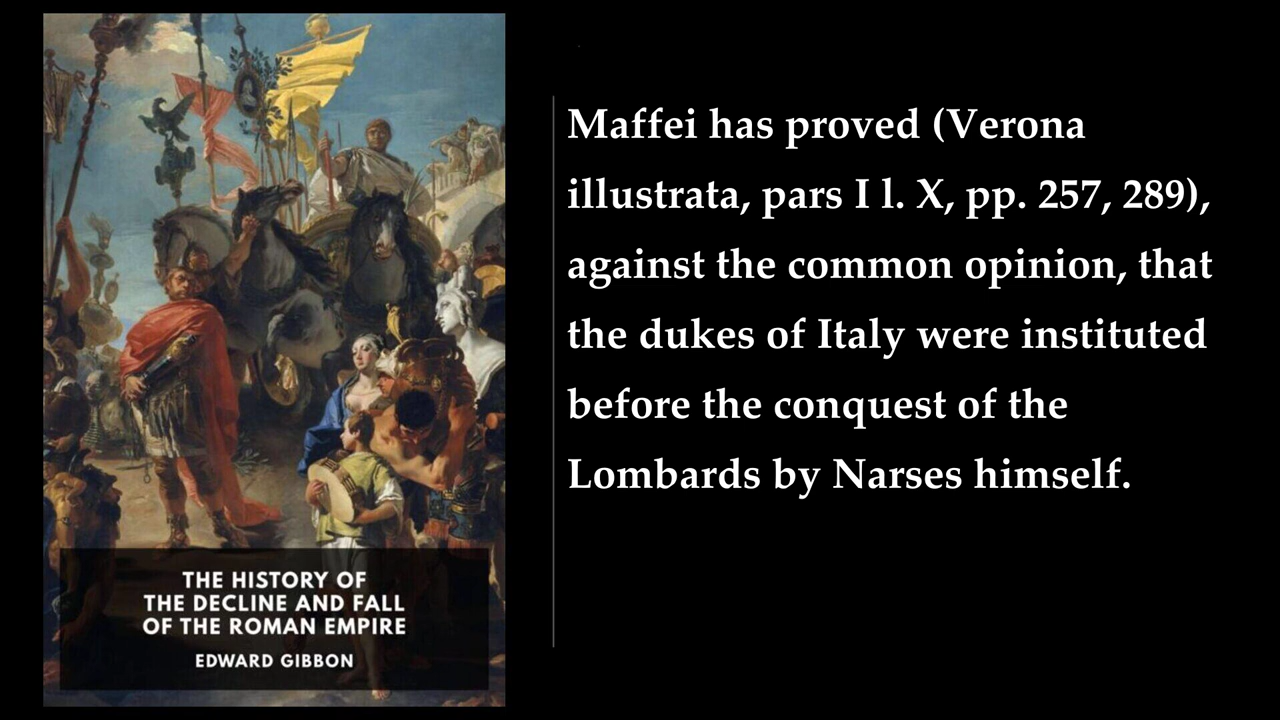 Maffei has proved (Verona
illustrata, pars I l. X, pp. 257, 289),
against the common opinion, that
the dukes of Italy were instituted
before the conquest of the
Lombards by Narses himself.
THE HISTORY OF
THE DECLINE AND FALL
OF THE ROMAN EMPIRE
EDWARD GIBBON